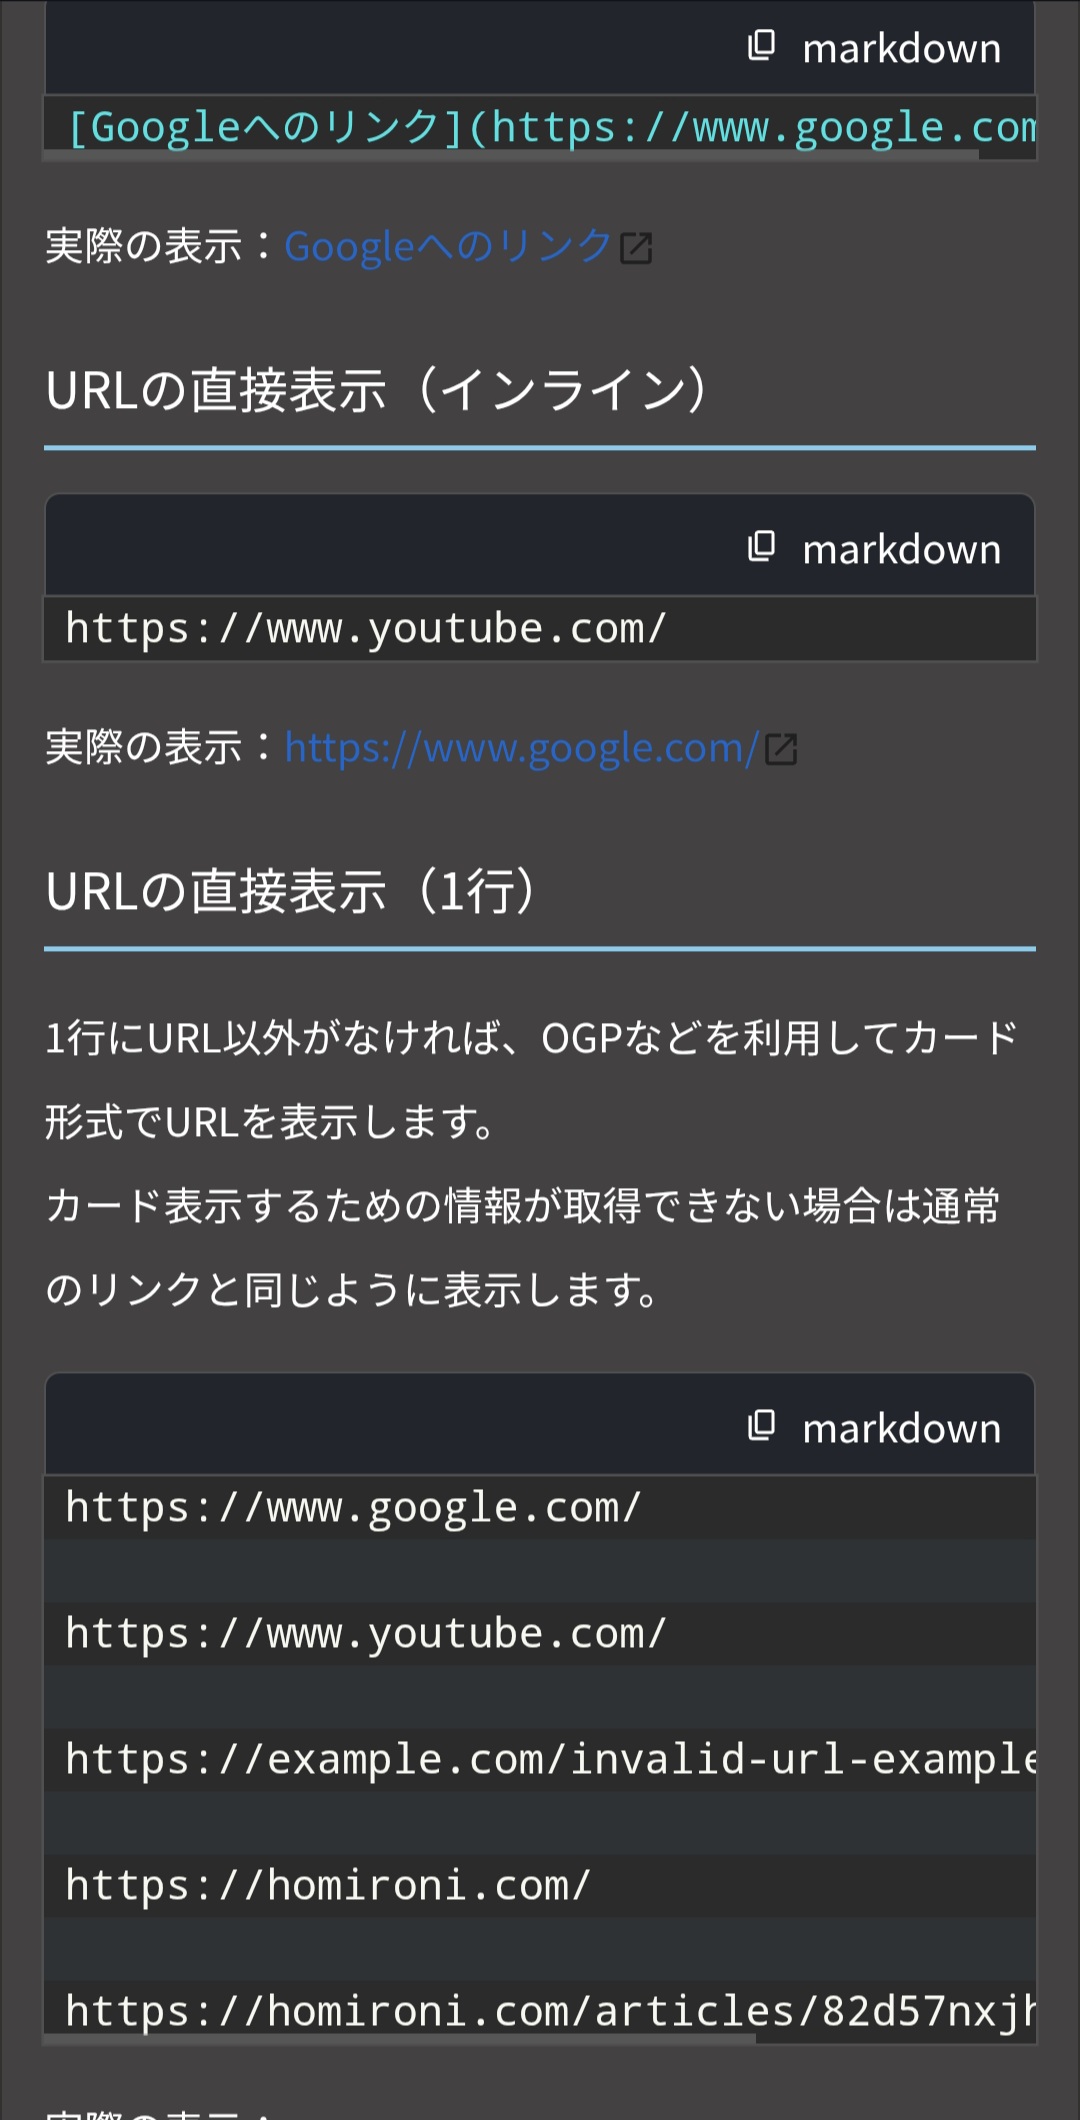 markdown
[Googleへのリンク](https://www.google.com
実際の表示：Googleへのリンク
URLの直接表示（インライン）
markdown
https://www.youtube.com/
実際の表示：https://www.google.com/
URLの直接表示（1行）
1行にURL以外がなければ、OGPなどを利用してカード
形式でURLを表示します。
カード表示するための情報が取得できない場合は通常
のリンクと同じように表示します。
markdown
https://www.google.com/
https://www.youtube.com/
https://example.com/invalid-url-example
https://homironi.com/
https://homironi.com/articles/82d57nxjh
実際の表示：